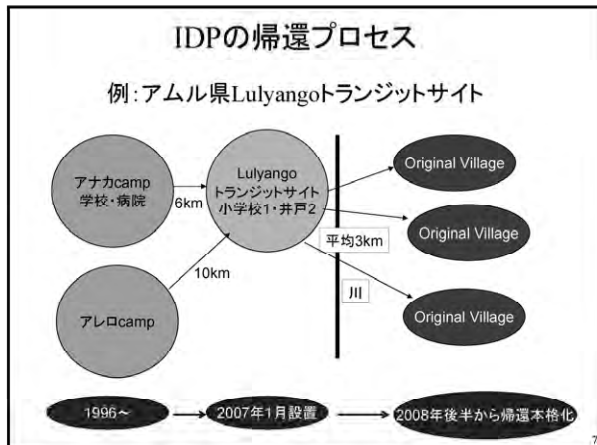 IDPの帰還プロセス
例：アムル県Lulyangoトランジットサイト
アナカcamp
学校・病院
6km
Lulyango
トランジットサイト
小学校1・井戸2
Original Village
Original Village
平均3km
10km
川
アレロcamp
Original Village
1996～
2007年1月設置
2008年後半から帰還本格化
7